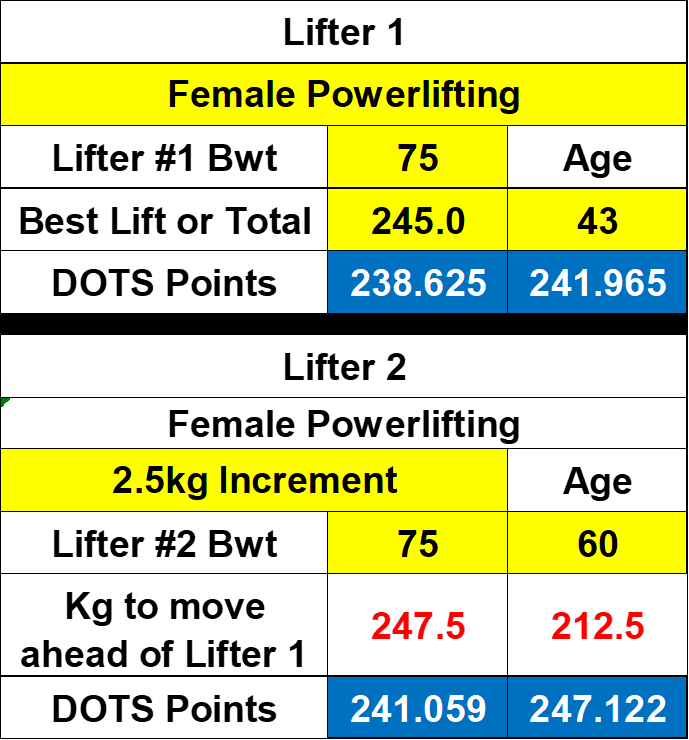 Lifter 1
Female Powerlifting
Lifter #1 Bwt 75 Age
Best Lift or Total 245.0 43
DOTS Points 238.625 241.965
Lifter 2
Female Powerlifting
2.5kg Increment Age
Lifter #2 Bwt 75 60
Kg to move
ahead of Lifter 1 247.5 212.5
DOTS Points 241.059 247.122